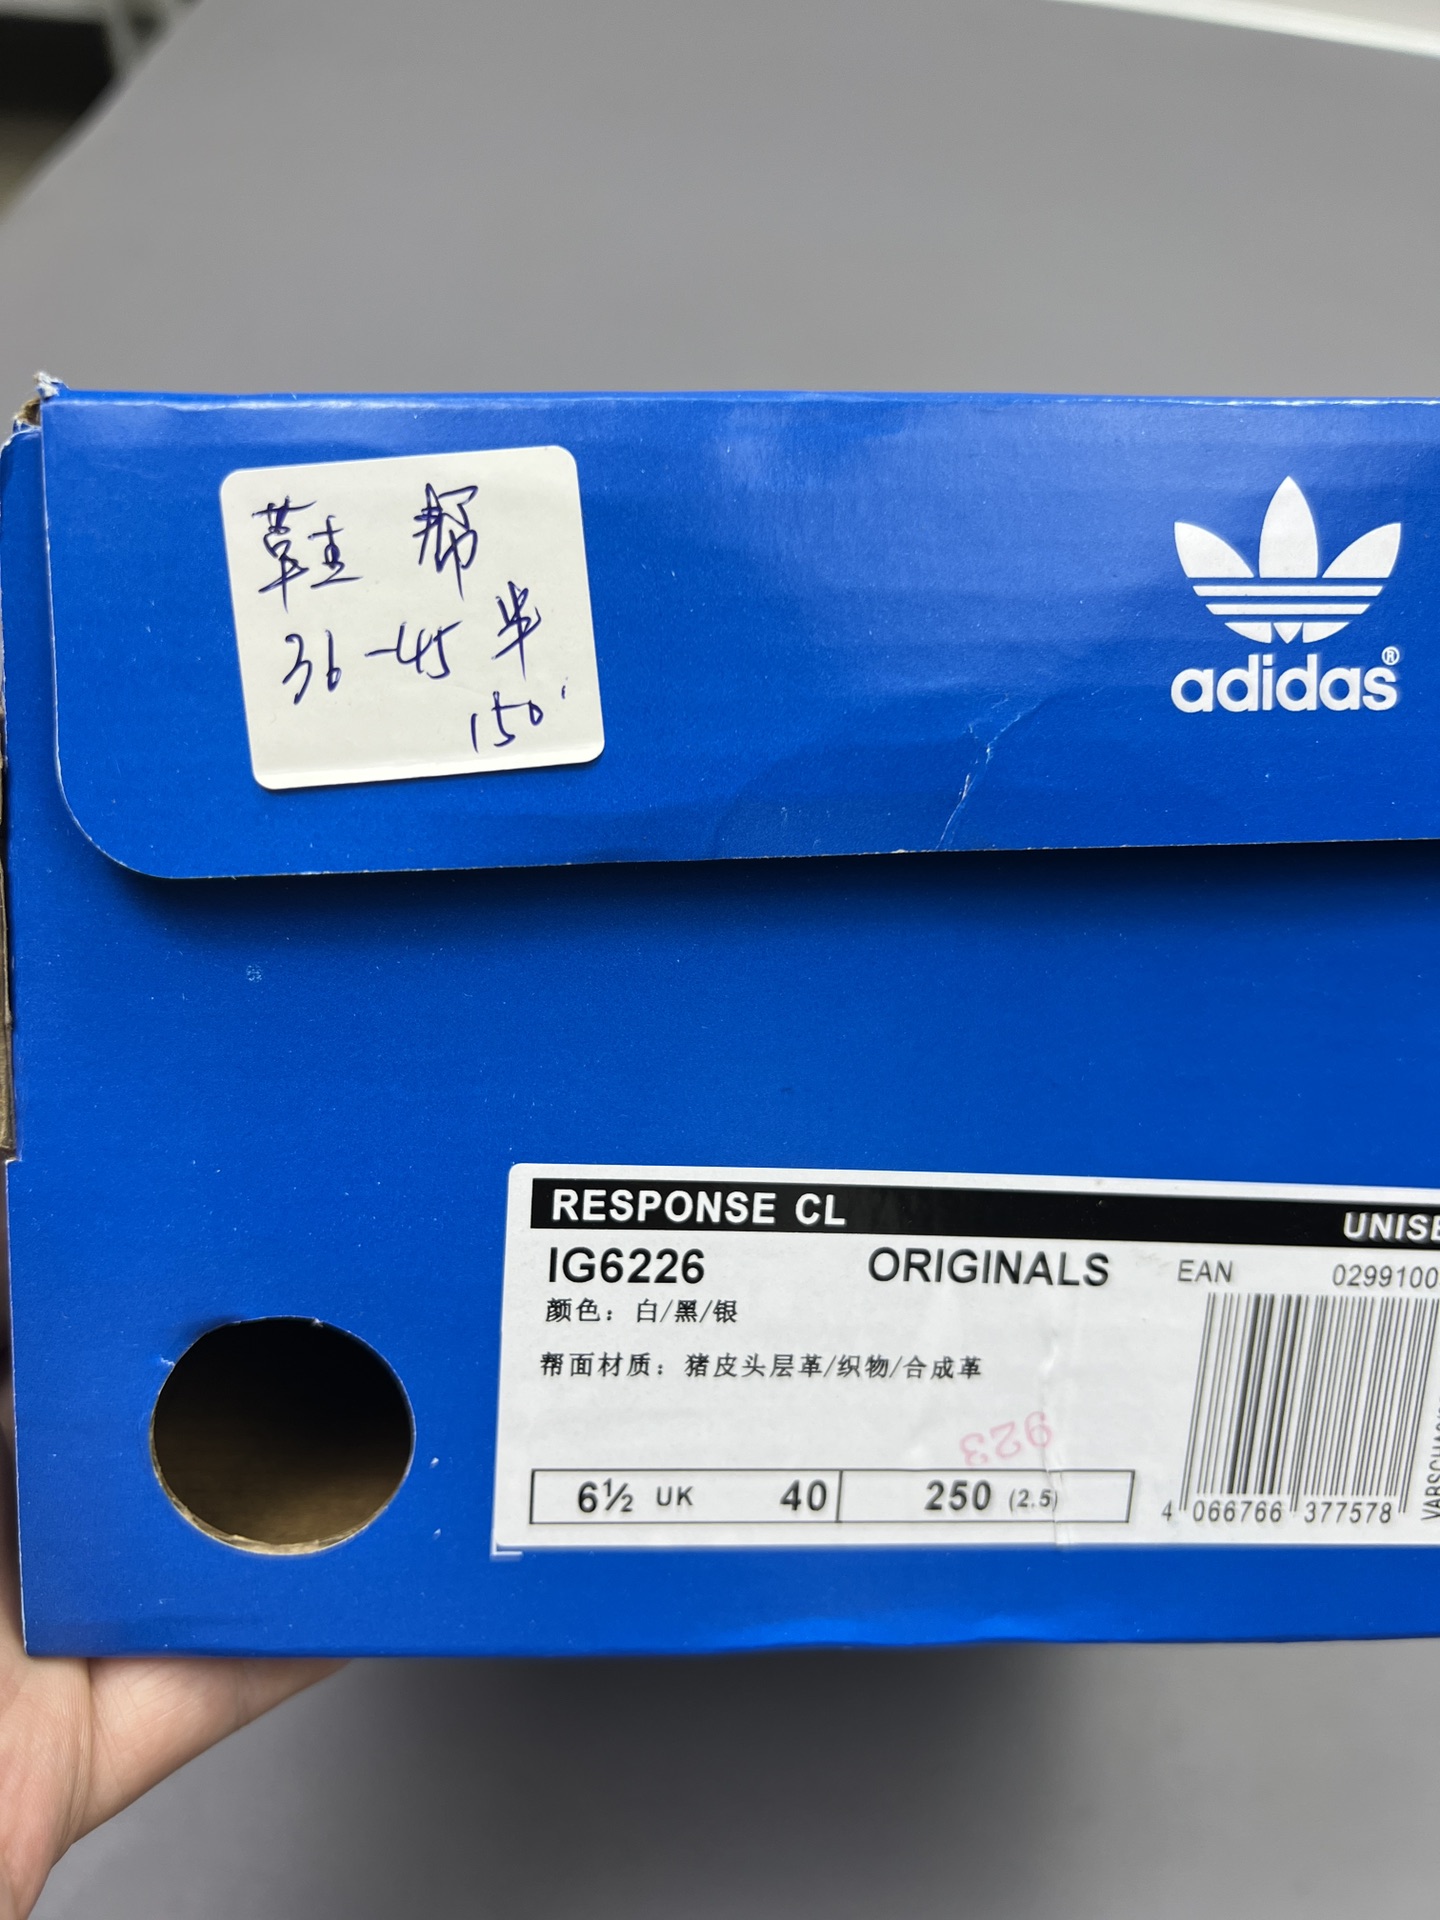 鞋 帮
36-45 半
150
adidas®
RESPONSE CL
UNISE
IG6226
ORIGINALS
EAN
0299100
颜色：白/黑/银
帮面材质：猪皮头层革/织物/合成革
923
6½ UK
40
250 (2.5)
4 066766 377578